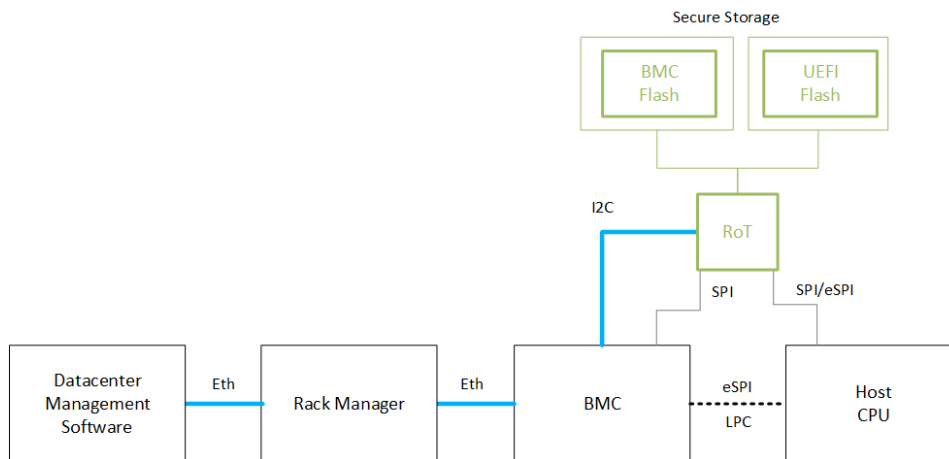 Secure Storage
BMC
Flash
UEFI
Flash
I2C
RoT
SPI
SPI/eSPI
Datacenter
Management
Software
Eth
Rack Manager
Eth
BMC
eSPI
LPC
Host
CPU